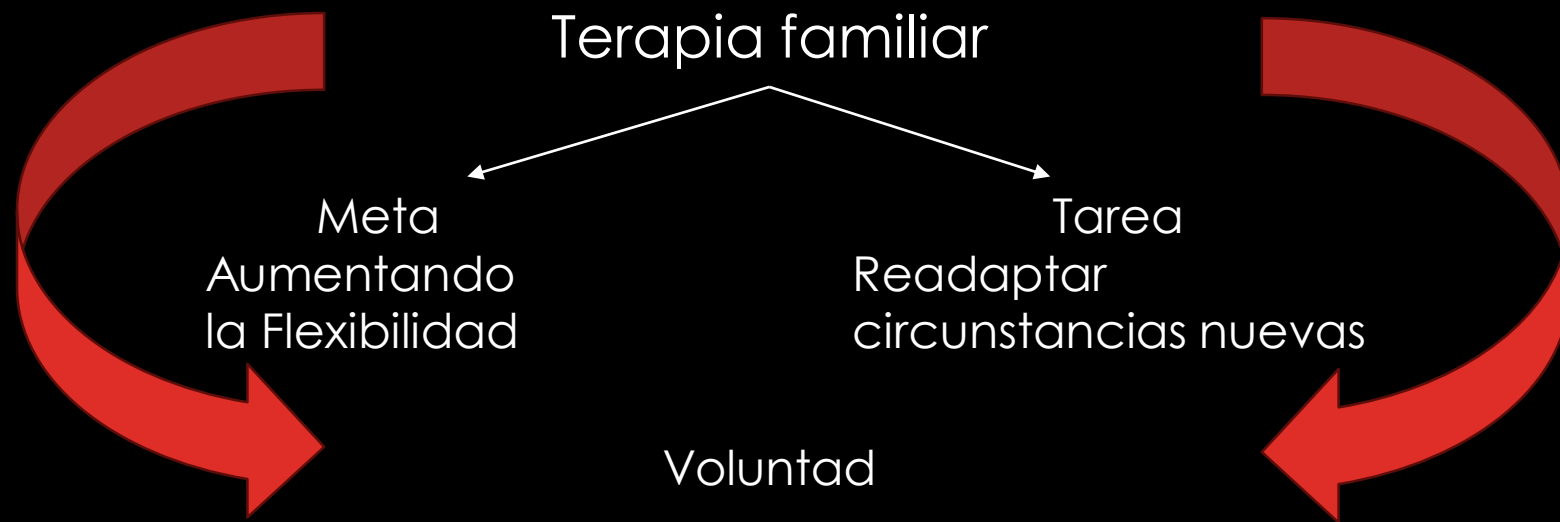 Terapia familiar
Meta
Aumentando
la Flexibilidad
Tarea
Readaptar
circunstancias nuevas
Voluntad